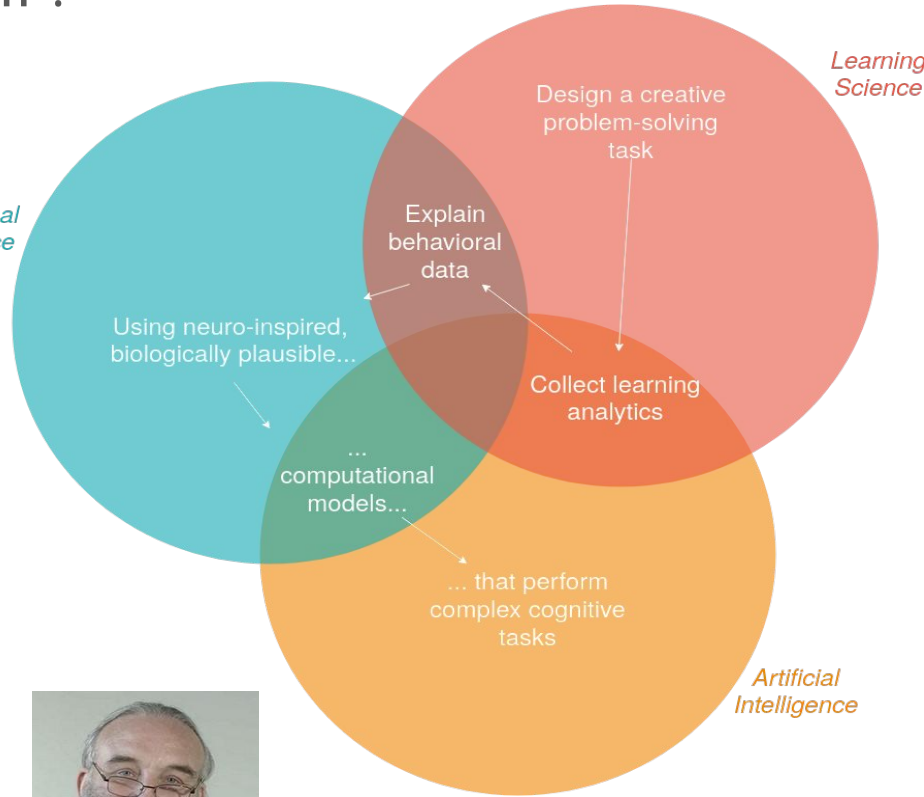 Learning
Science
Design a creative
problem-solving
task
Explain
behavioral
data
Using neuro-inspired,
biologically plausible...
Collect learning
analytics
...
computational
models...
... that perform
complex cognitive
tasks
Artificial
Intelligence